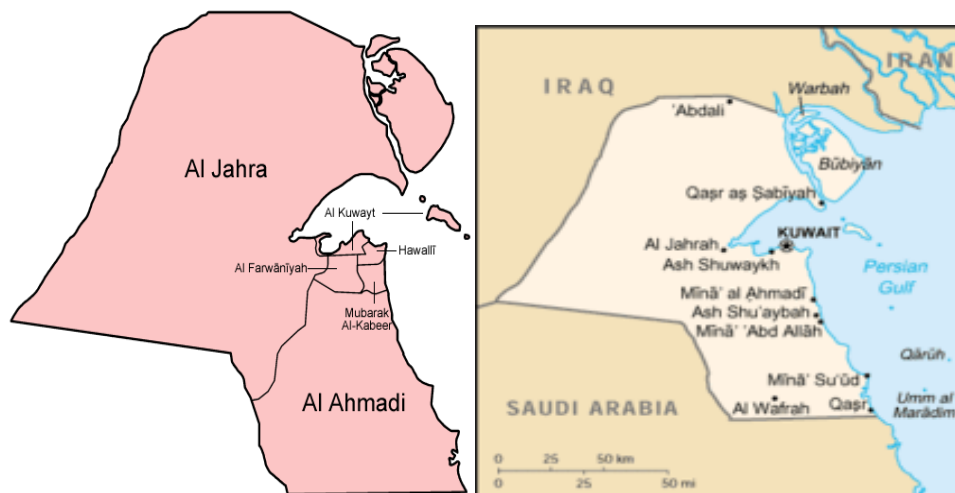 Al Jahra
Al Kuwayt
Hawallī
Al Farwānīyah
Mubarak
Al-Kabeer
Al Ahmadi
IRAN
IRAQ
Warbah
'Abdali
Būbiyān
Qaşr aş Şabīyah
KUWAIT
Al Jahrah
Ash Shuwaykh
Persian
Gulf
Mīnā' al Aḩmadī
Ash Shu'aybah
Mīnā' 'Abd Allāh
Qārūh
Mīnā' Su'ūd
Umm al
Marādim
SAUDI ARABIA
Al Wafrah
Qaşr
0 25 50 km
0 25 50 mi